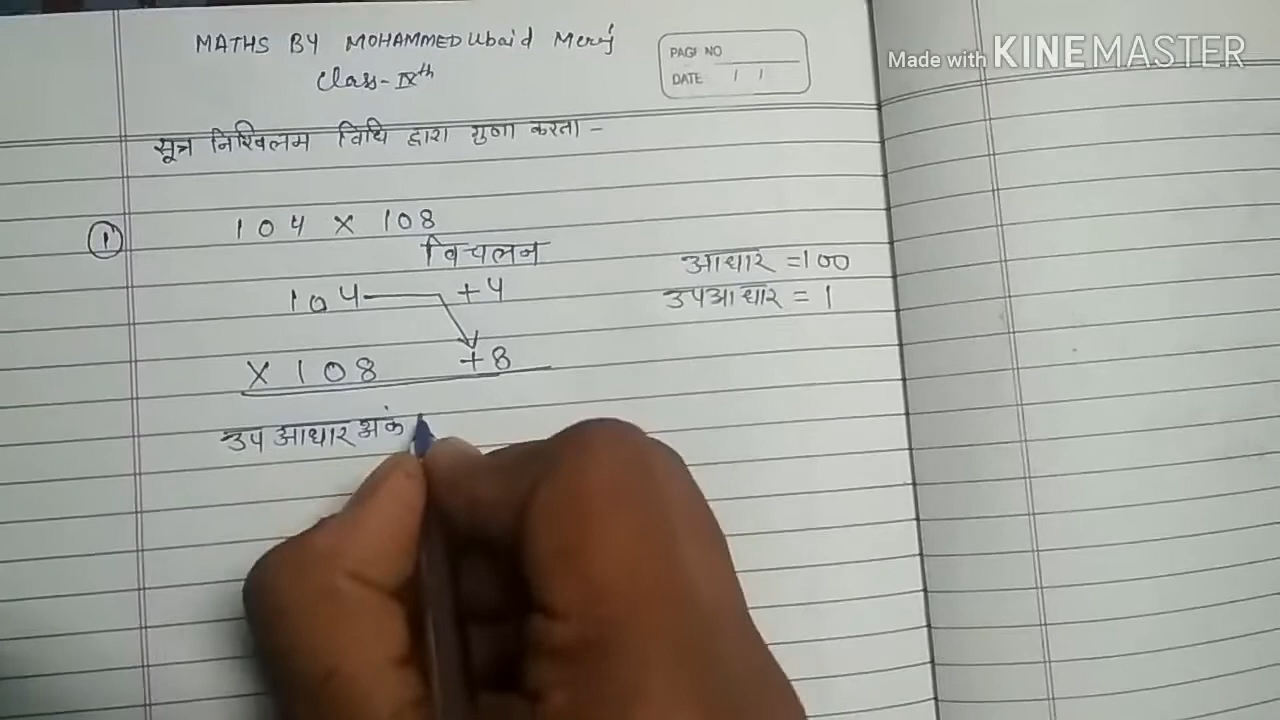 MATHS BY MOHAMMED Ubaid Meraj
Class-IXth
PAGE NO
DATE / /
Made with KINEMASTER
सूत्र निखिलम विधि द्वारा गुणा करना -
① 104 X 108
विचलन
आधार = 100
104 +4
उपआधार = 1
X 108 +8
उप आधार अंक